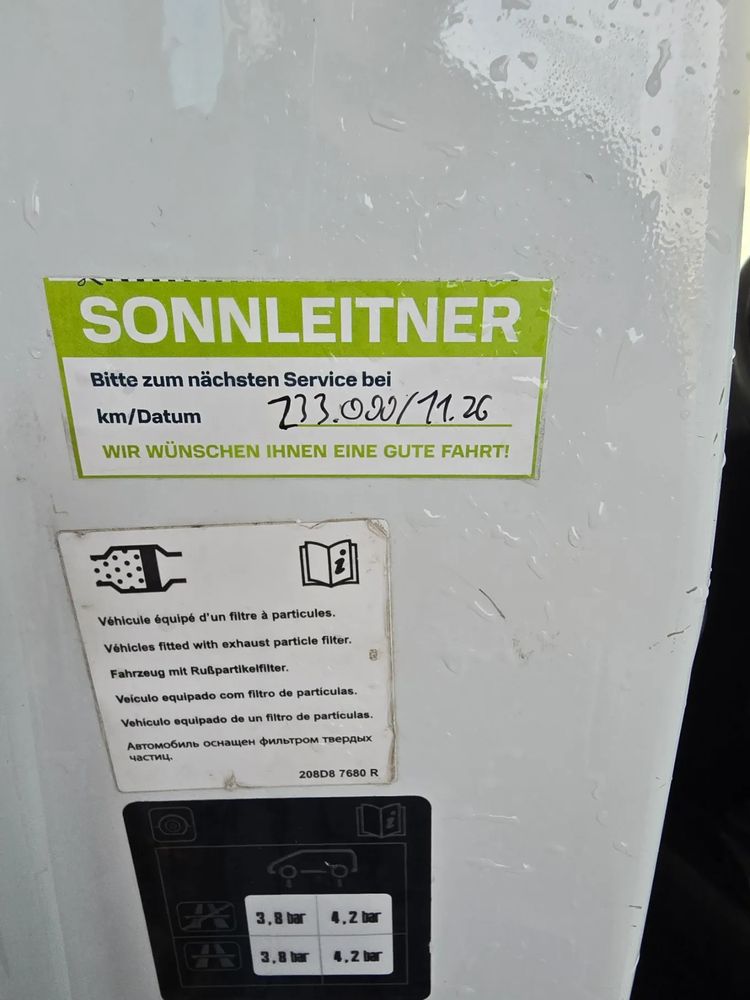 SONNLEITNER
Bitte zum nächsten Service bei
km/Datum 233.000/11.26
WIR WÜNSCHEN IHNEN EINE GUTE FAHRT!
Véhicule équipé d'un filtre à particules.
Véhicles fitted with exhaust particle filter.
Fahrzeug mit Rußpartikelfilter.
Veículo equipado com filtro de partículas.
Vehículo equipado de un filtro de partículas.
Автомобиль оснащен фильтром твердых
частиц.
208D8 7680 R
3,8 bar 4,2 bar
3,8 bar 4,2 bar